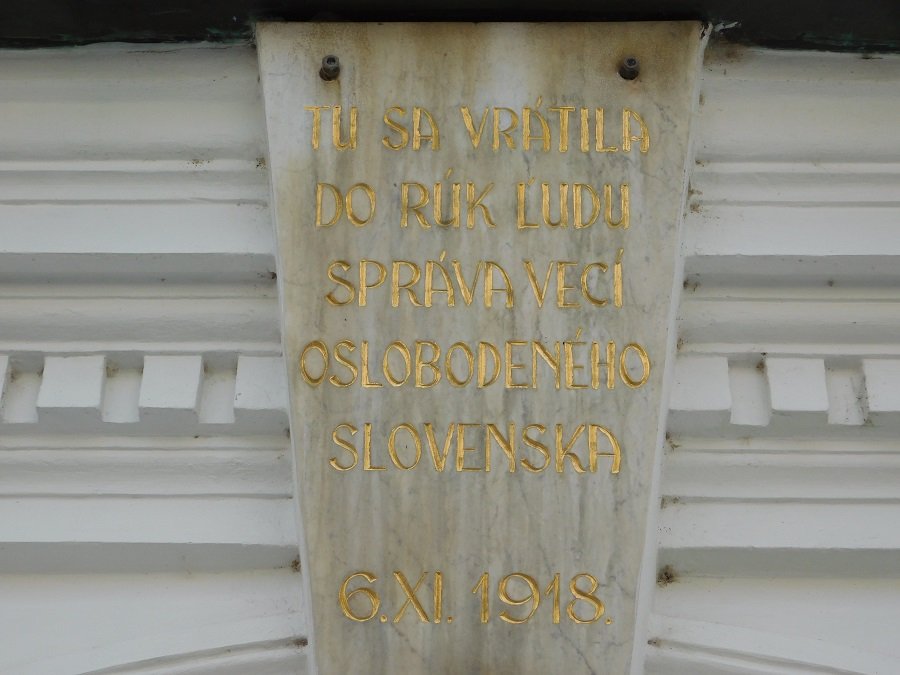 TU SA VRÁTILA
DO RÚK ĽUDU
SPRÁVA VECÍ
OSLOBODENÉHO
SLOVENSKA
6.XI.1918.